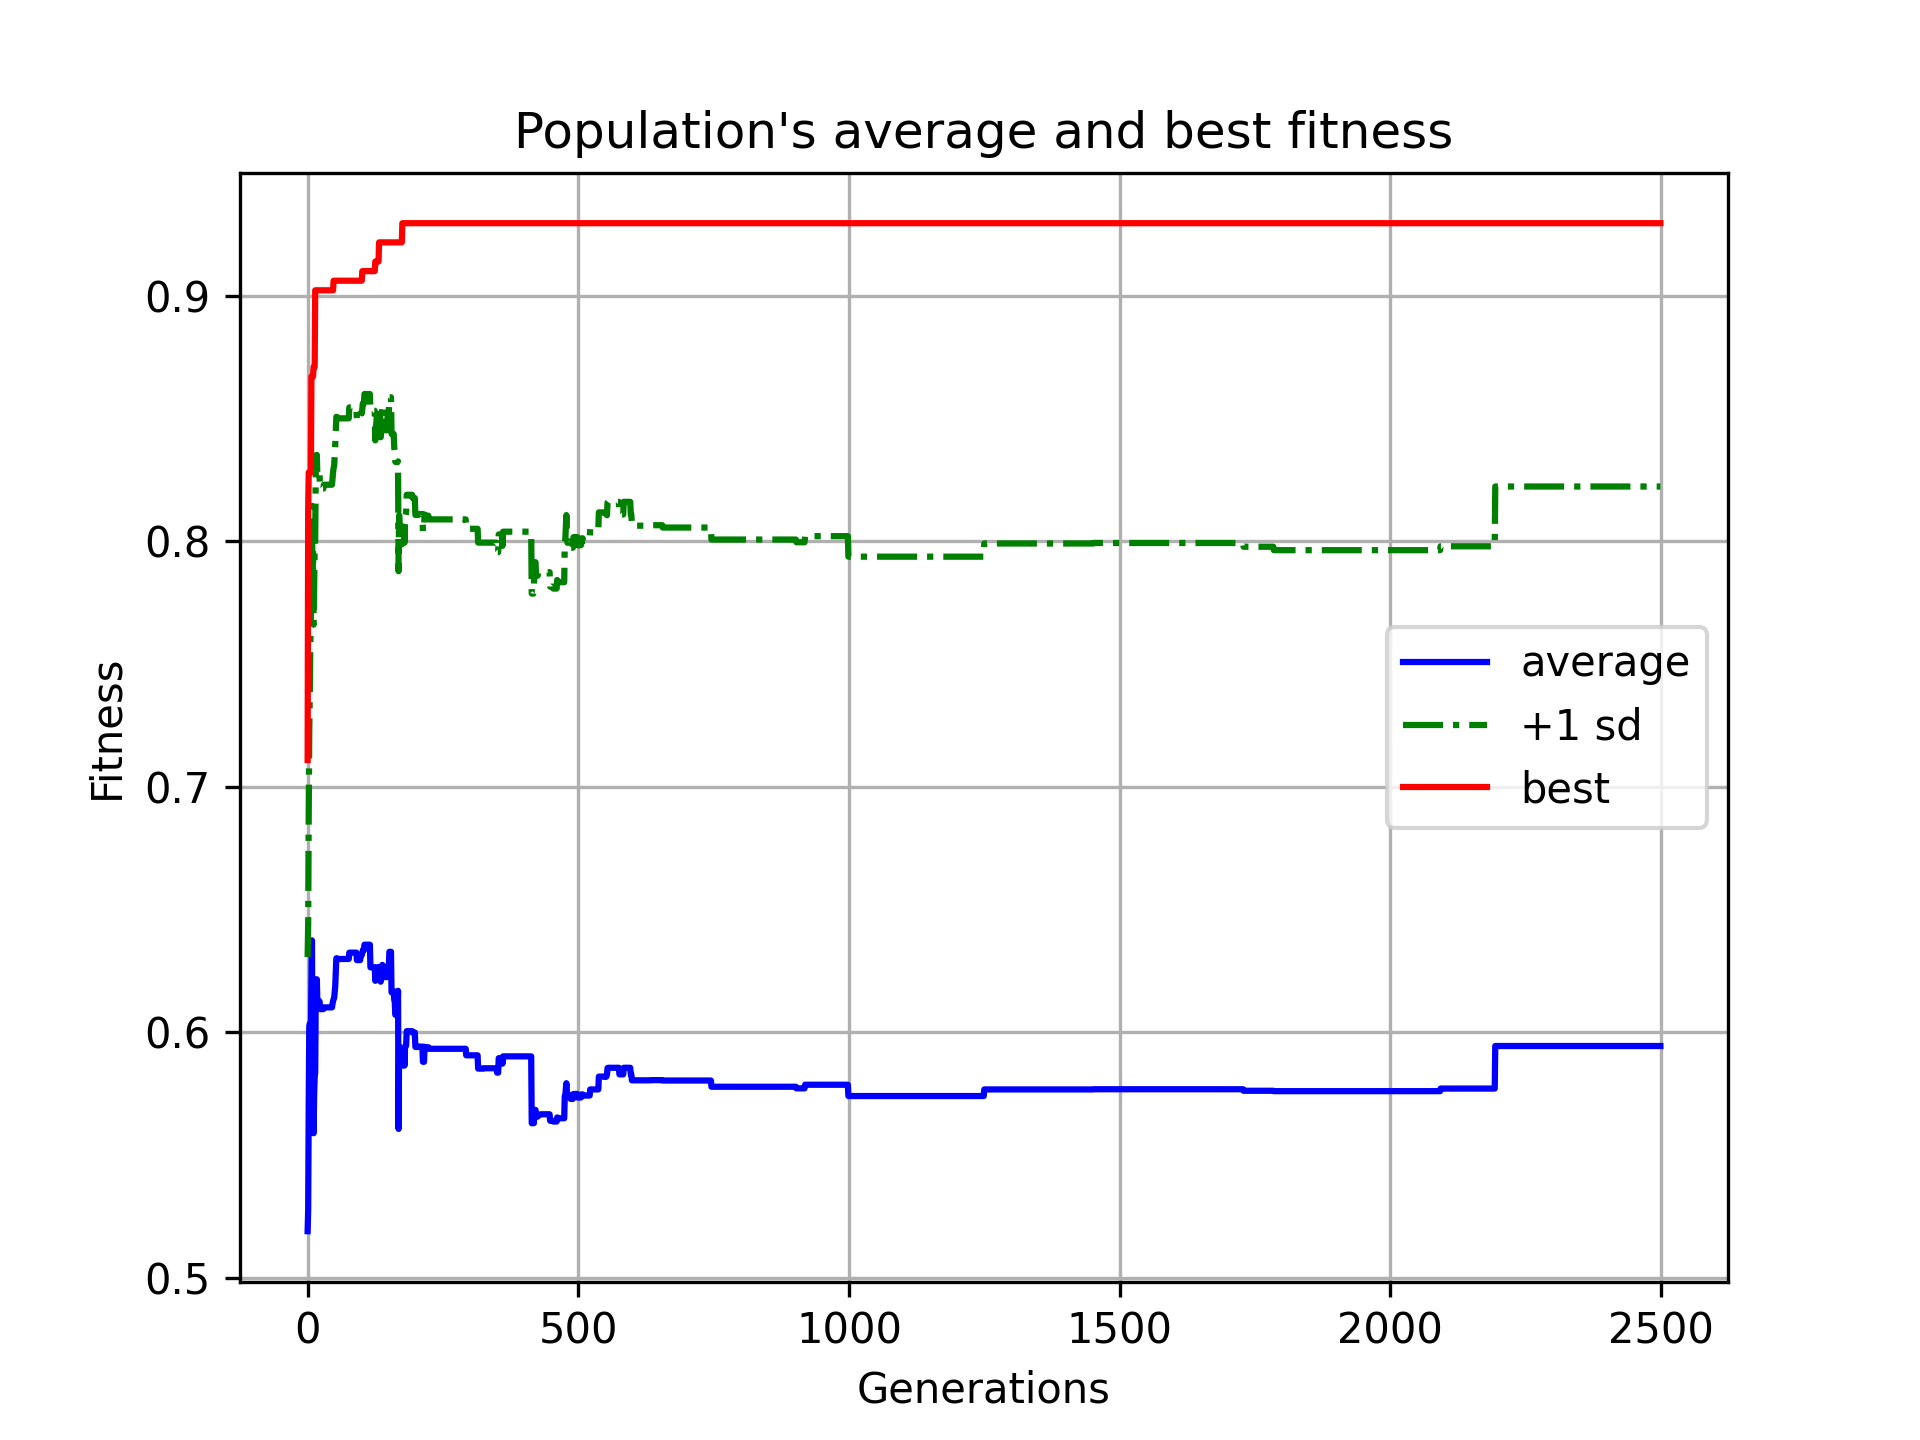 Population's average and best fitness
Fitness
0.9
0.8
0.7
0.6
0.5
average
+1 sd
best
0 500 1000 1500 2000 2500
Generations